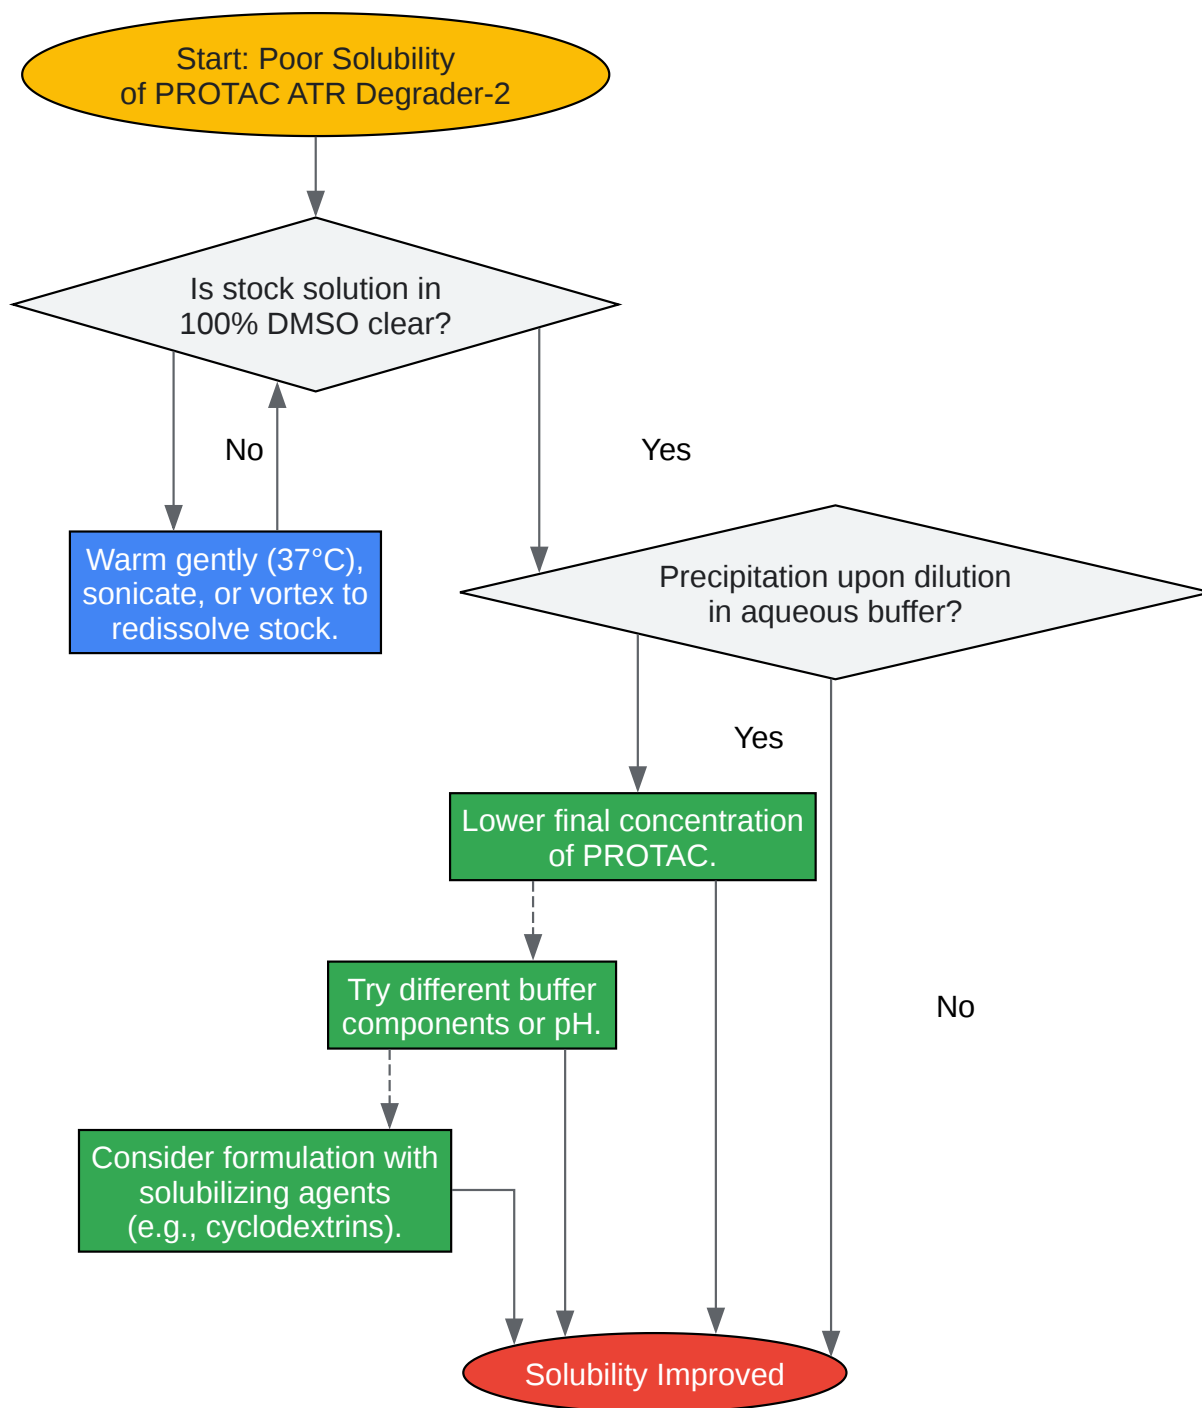 Start: Poor Solubility
of PROTAC ATR Degrader-2
Is stock solution in
100% DMSO clear?
No
Yes
Warm gently (37°C),
sonicate, or vortex to
redissolve stock.
Precipitation upon dilution
in aqueous buffer?
Yes
Lower final concentration
of PROTAC.
Try different buffer
components or pH.
No
Consider formulation with
solubilizing agents
(e.g., cyclodextrins).
Solubility Improved